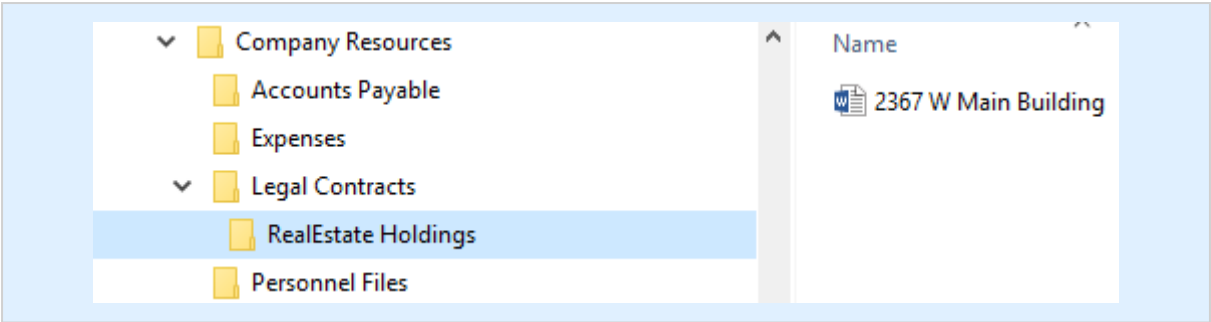 Company Resources
Accounts Payable
Expenses
Legal Contracts
RealEstate Holdings
Personnel Files
Name
2367 W Main Building